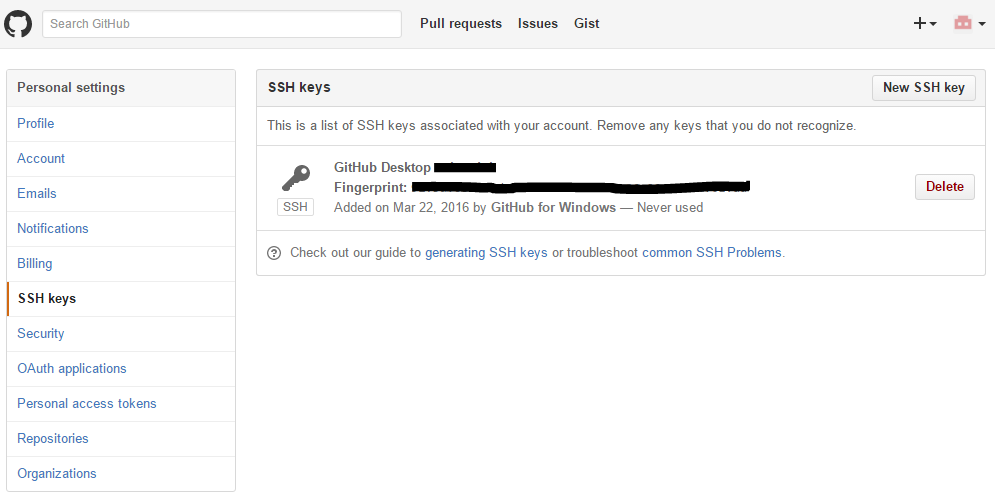 Search GitHub
Pull requests Issues Gist
Personal settings
Profile
Account
Emails
Notifications
Billing
SSH keys
Security
OAuth applications
Personal access tokens
Repositories
Organizations
SSH keys
New SSH key
This is a list of SSH keys associated with your account. Remove any keys that you do not recognize.
SSH
GitHub Desktop
Fingerprint:
Added on Mar 22, 2016 by GitHub for Windows — Never used
Delete
Check out our guide to generating SSH keys or troubleshoot common SSH Problems.